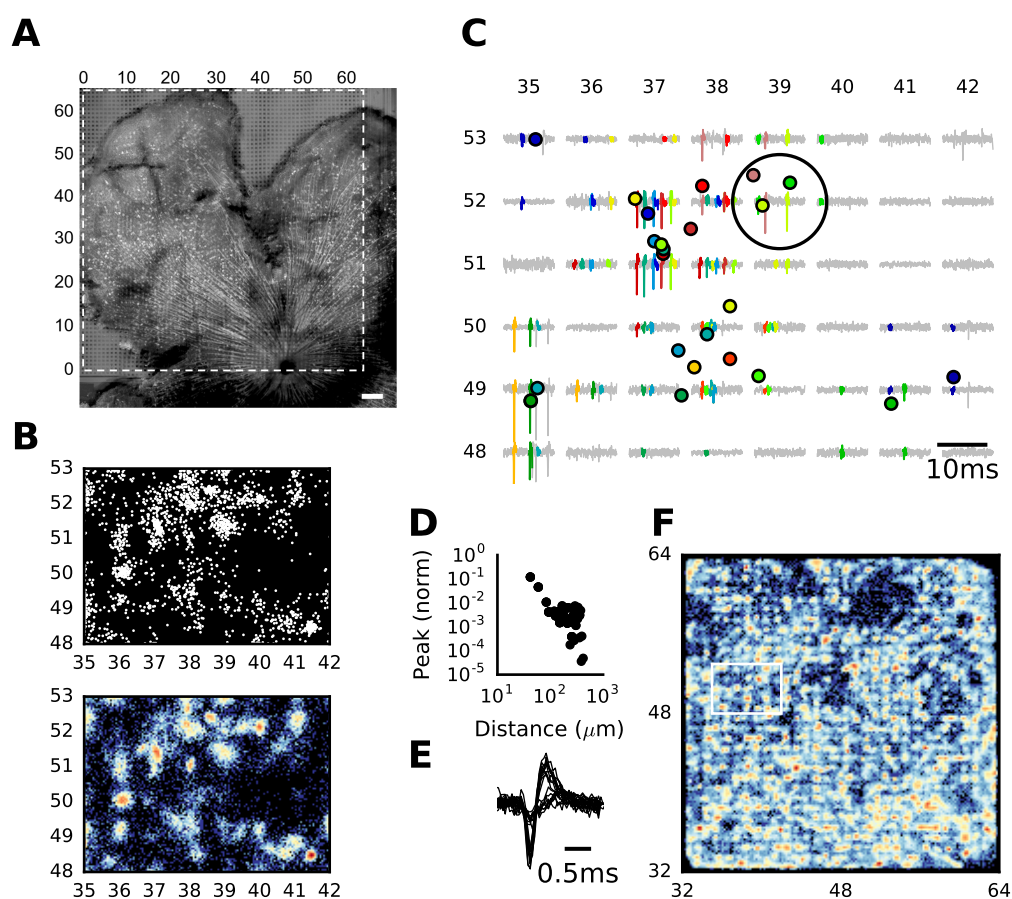 A
0 10 20 30 40 50 60
60
50
40
30
20
10
0
B
53
52
51
50
49
48
35 36 37 38 39 40 41 42
53
52
51
50
49
48
35 36 37 38 39 40 41 42
C
35 36 37 38 39 40 41 42
53
52
51
50
49
48
10ms
D
Peak (norm)
10^0
10^-1
10^-2
10^-3
10^-4
10^-5
10^1 10^2 10^3
Distance (μm)
E
0.5ms
F
64
48
32
32 48 64